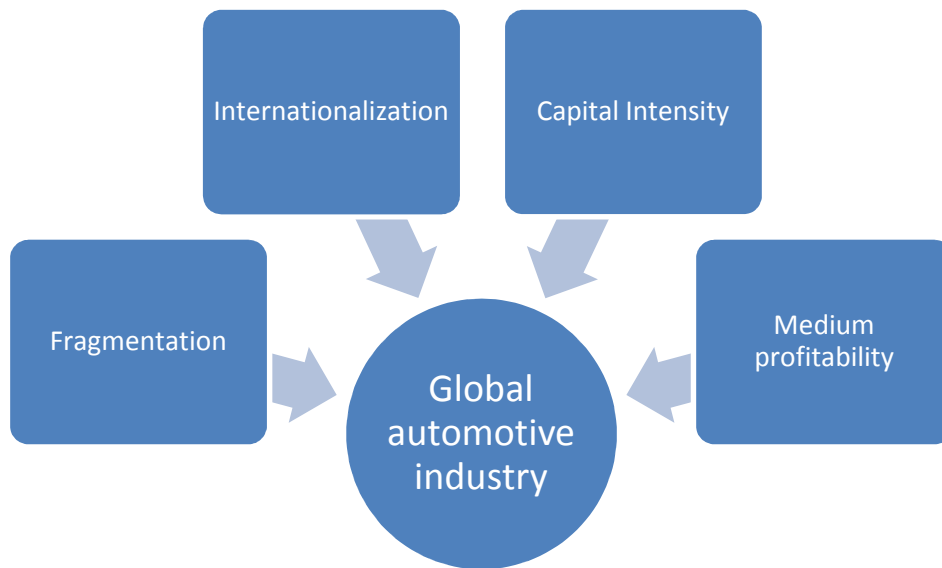 Internationalization
Capital Intensity
Fragmentation
Medium
profitability
Global
automotive
industry